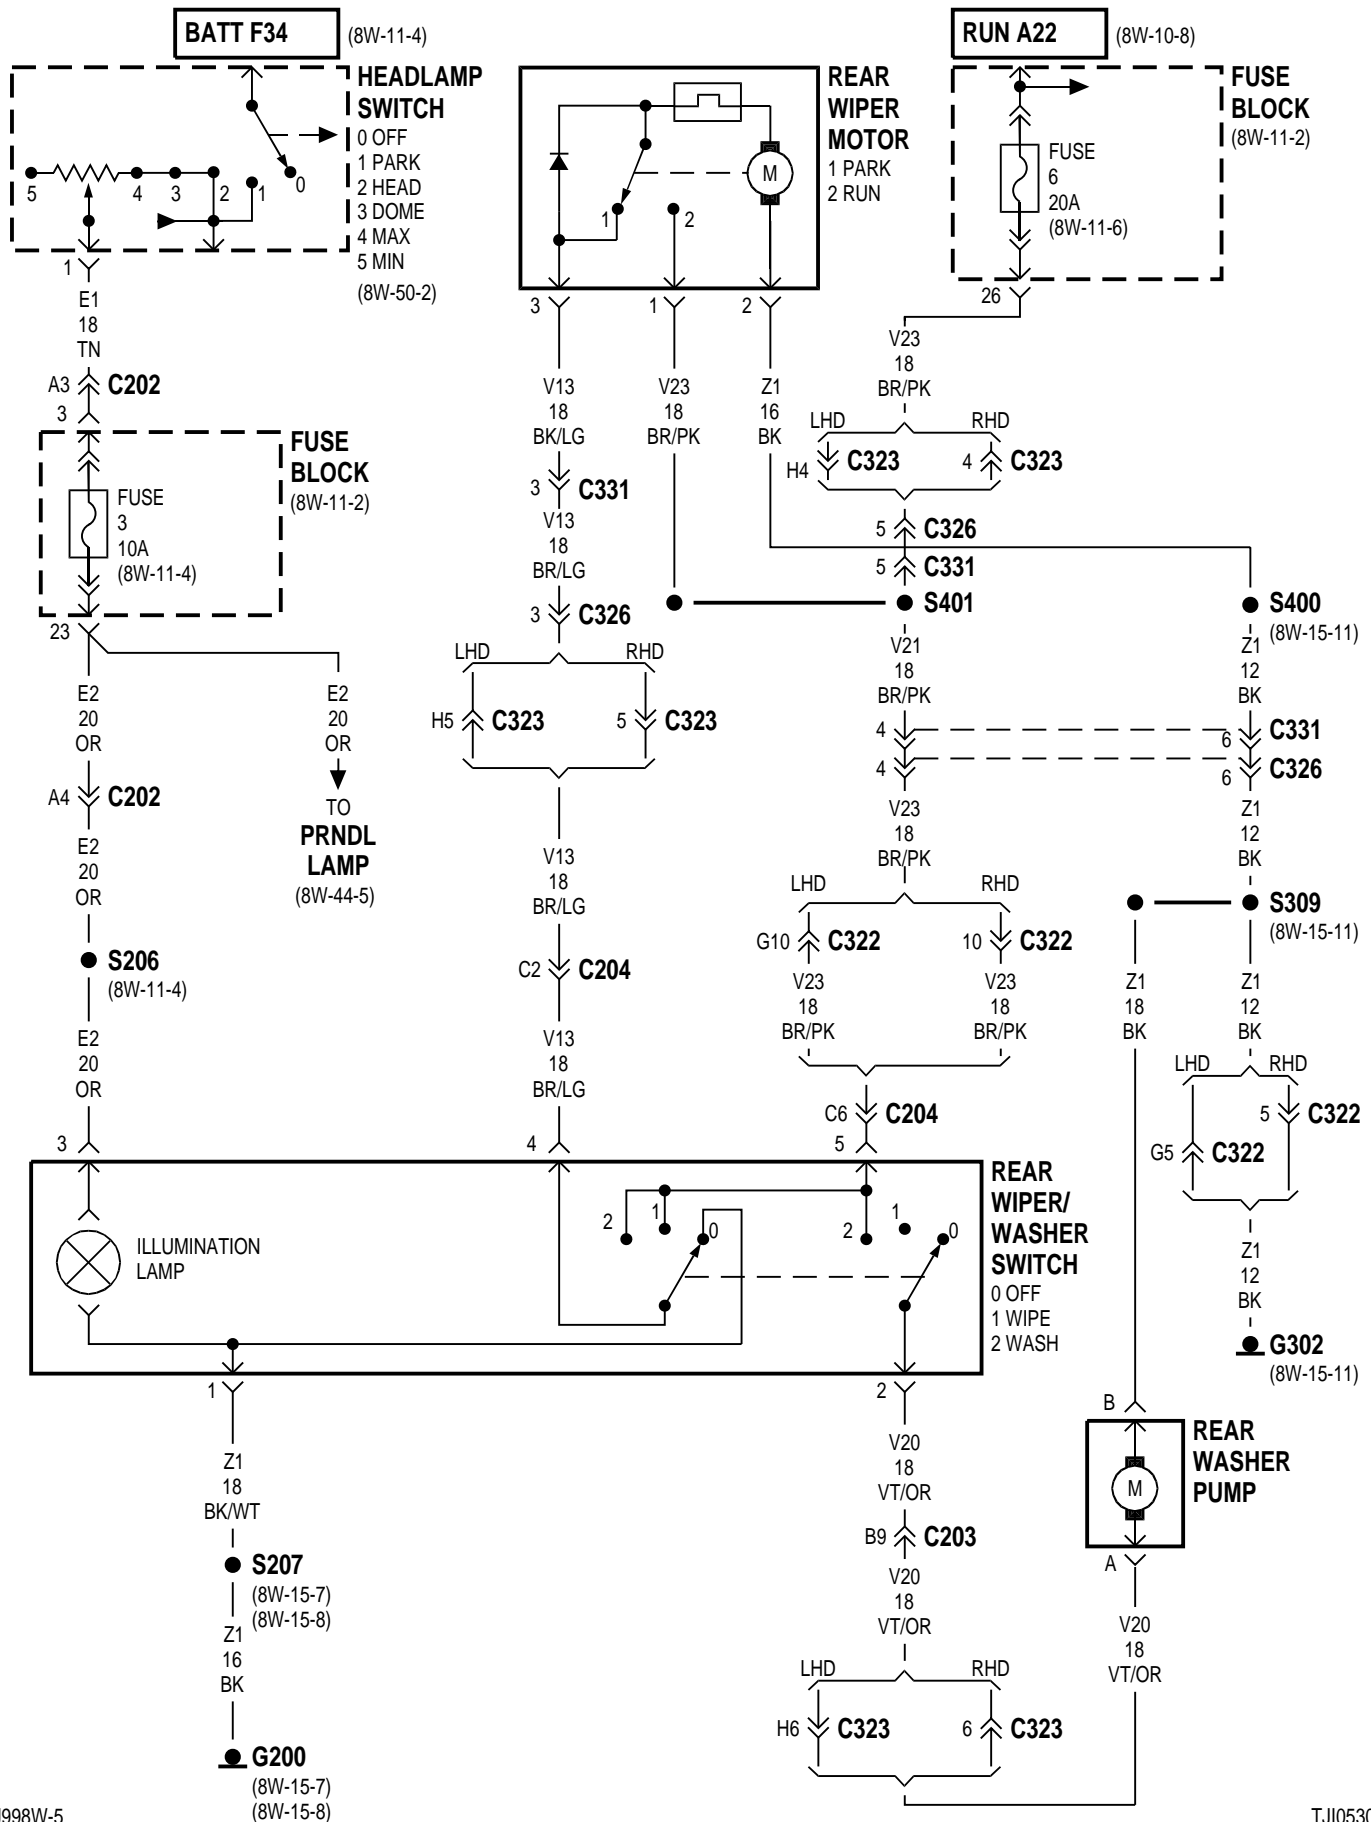 BATT F34
(8W-11-4)
HEADLAMP
SWITCH
0 OFF
1 PARK
2 HEAD
3 DOME
4 MAX
5 MIN
(8W-50-2)
5
4
3
2
1
0
1
E1
18
TN
A3
C202
3
FUSE
BLOCK
(8W-11-2)
FUSE
3
10A
(8W-11-4)
23
E2
20
OR
E2
20
OR
TO
PRNDL
LAMP
(8W-44-5)
A4
C202
E2
20
OR
S206
(8W-11-4)
E2
20
OR
3
REAR
WIPER
MOTOR
1 PARK
2 RUN
M
1
2
3
1
2
V13
18
BK/LG
V23
18
BR/PK
Z1
16
BK
3
C331
V13
18
BR/LG
3
C326
LHD
RHD
H5
C323
5
C323
V13
18
BR/LG
C2
C204
V13
18
BR/LG
4
RUN A22
(8W-10-8)
FUSE
BLOCK
(8W-11-2)
FUSE
6
20A
(8W-11-6)
26
V23
18
BR/PK
LHD
RHD
H4
C323
4
C323
5
C326
5
C331
S401
S400
(8W-15-11)
V21
18
BR/PK
Z1
12
BK
4
6
C331
4
6
C326
V23
18
BR/PK
Z1
12
BK
LHD
RHD
S309
(8W-15-11)
G10
C322
10
C322
V23
18
BR/PK
V23
18
BR/PK
Z1
18
BK
Z1
12
BK
LHD
RHD
C6
C204
5
5
C322
G5
C322
Z1
12
BK
G302
(8W-15-11)
ILLUMINATION
LAMP
2
1
0
2
1
0
REAR
WIPER/
WASHER
SWITCH
0 OFF
1 WIPE
2 WASH
1
2
Z1
18
BK/WT
S207
(8W-15-7)
(8W-15-8)
Z1
16
BK
G200
(8W-15-7)
(8W-15-8)
V20
18
VT/OR
B9
C203
V20
18
VT/OR
LHD
RHD
H6
C323
6
C323
B
REAR
WASHER
PUMP
M
A
V20
18
VT/OR
998W-5
TJI0530